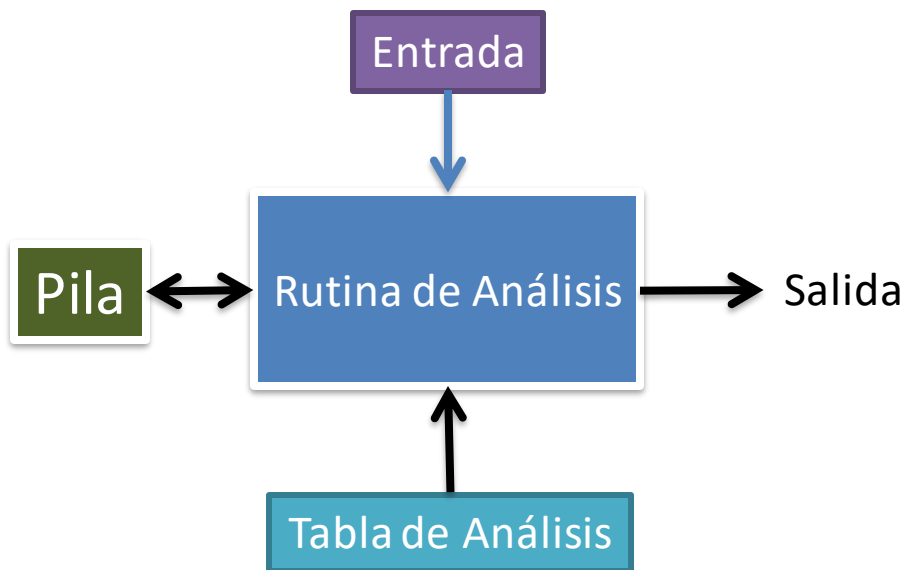 Entrada
Pila
Rutina de Análisis
Salida
Tabla de Análisis